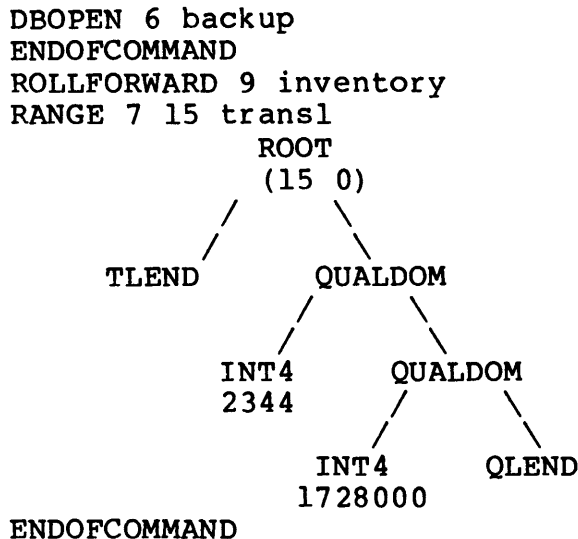 DBOPEN 6 backup
ENDOFCOMMAND
ROLLFORWARD 9 inventory
RANGE 7 15 transl
ROOT
(15 0)
TLEND QUALDOM
INT4 QUALDOM
2344
INT4 QLEND
1728000
ENDOFCOMMAND